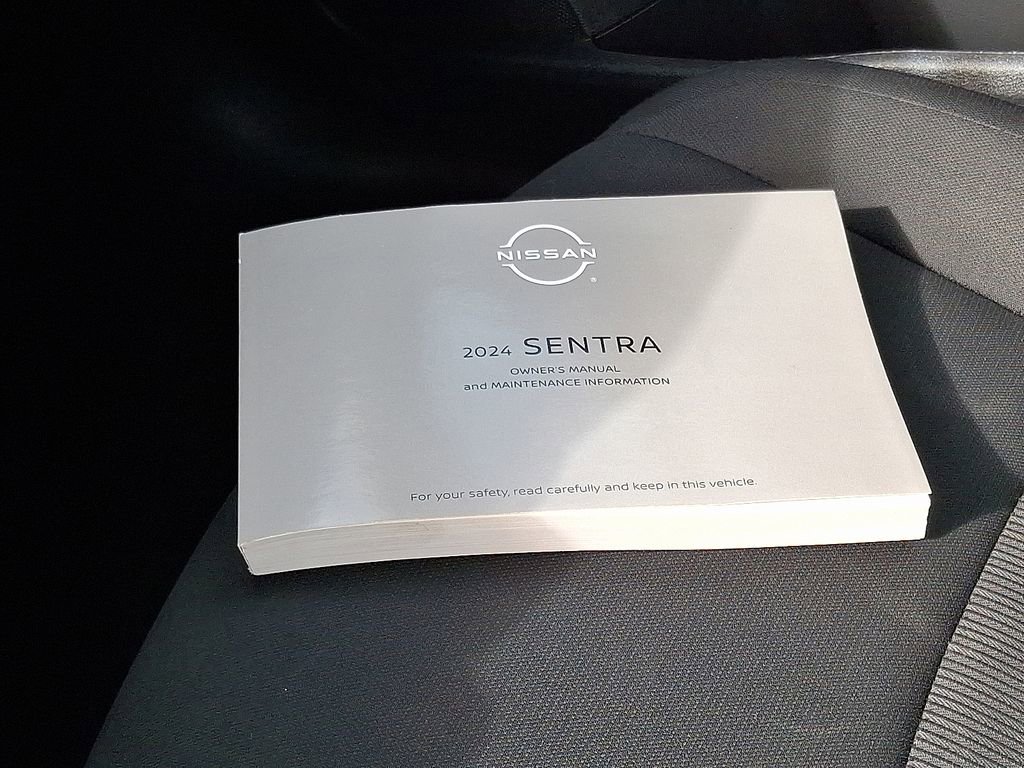 NISSAN
®
2024 SENTRA
OWNER'S MANUAL
and MAINTENANCE INFORMATION
For your safety, read carefully and keep in this vehicle.